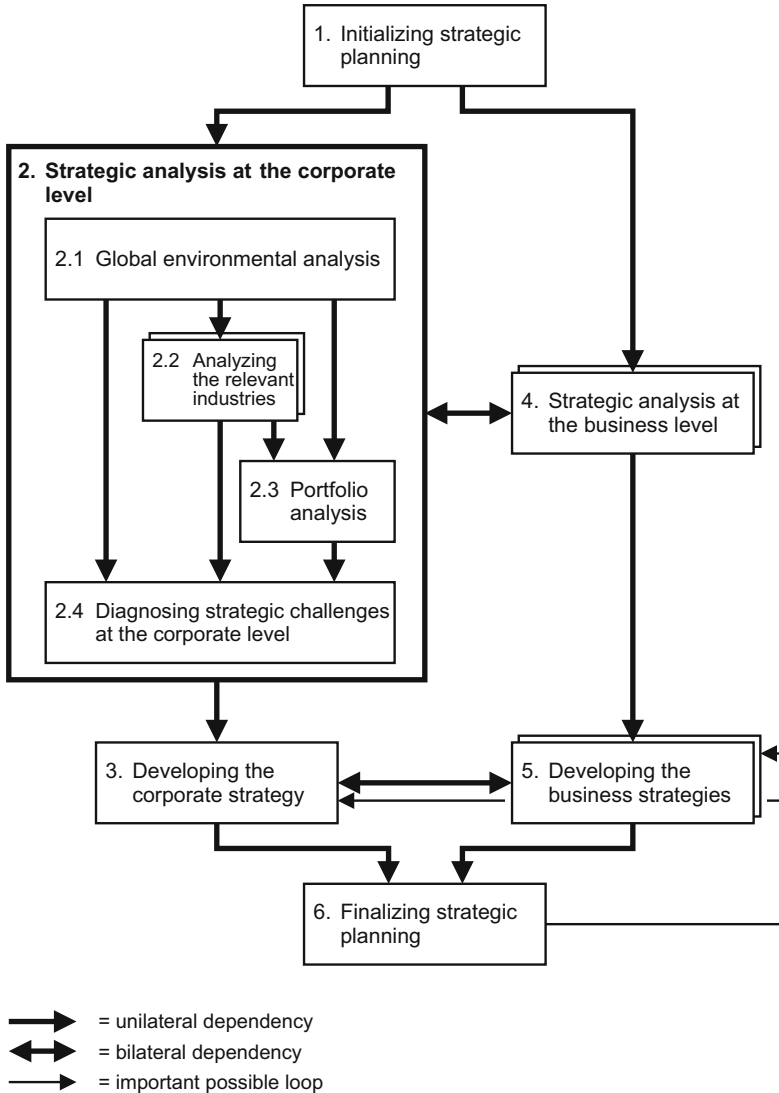 1. Initializing strategic
planning
2. Strategic analysis at the corporate
level
2.1 Global environmental analysis
2.2 Analyzing
the relevant
industries
2.3 Portfolio
analysis
2.4 Diagnosing strategic challenges
at the corporate level
4. Strategic analysis at
the business level
3. Developing the
corporate strategy
5. Developing the
business strategies
6. Finalizing strategic
planning
= unilateral dependency
= bilateral dependency
= important possible loop